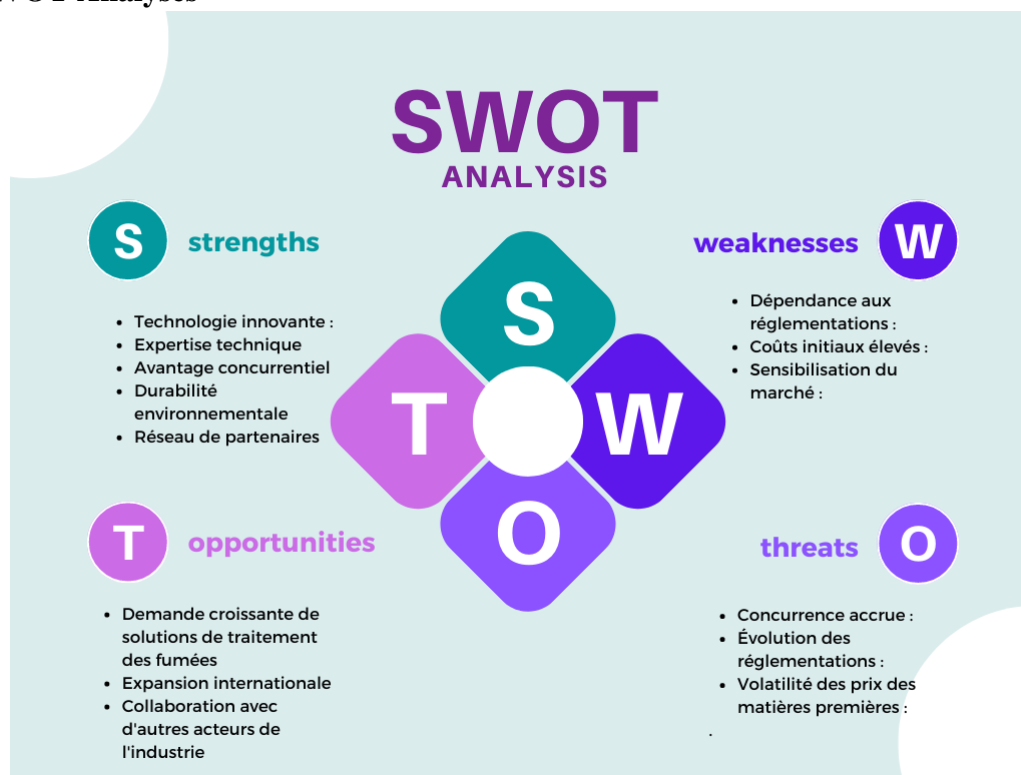 Analyses
SWOT
ANALYSIS
S strengths
• Technologie innovante :
• Expertise technique
• Avantage concurrentiel
• Durabilité
environnementale
• Réseau de partenaires
weaknesses W
• Dépendance aux
réglementations :
• Coûts initiaux élevés :
• Sensibilisation du
marché :
S
T
W
O
T opportunities
• Demande croissante de
solutions de traitement
des fumées
• Expansion internationale
• Collaboration avec
d'autres acteurs de
l'industrie
threats O
• Concurrence accrue :
• Évolution des
réglementations :
• Volatilité des prix des
matières premières :
.